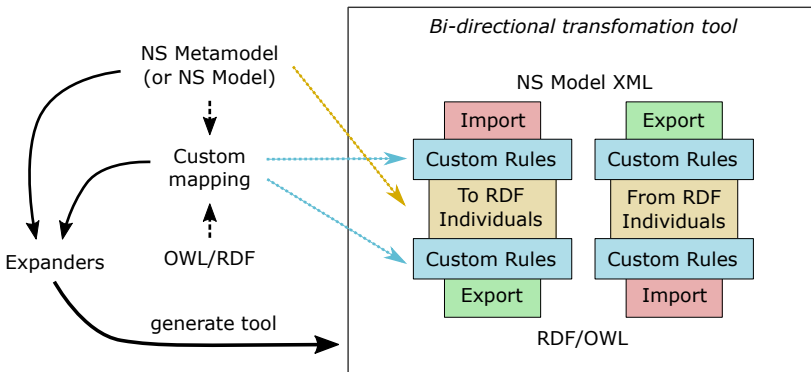 Bi-directional transfomation tool
NS Metamodel
(or NS Model)
Custom
mapping
OWL/RDF
Expanders
generate tool
NS Model XML
Import
Custom Rules
To RDF
Individuals
Custom Rules
Export
Export
Custom Rules
From RDF
Individuals
Custom Rules
Import
RDF/OWL